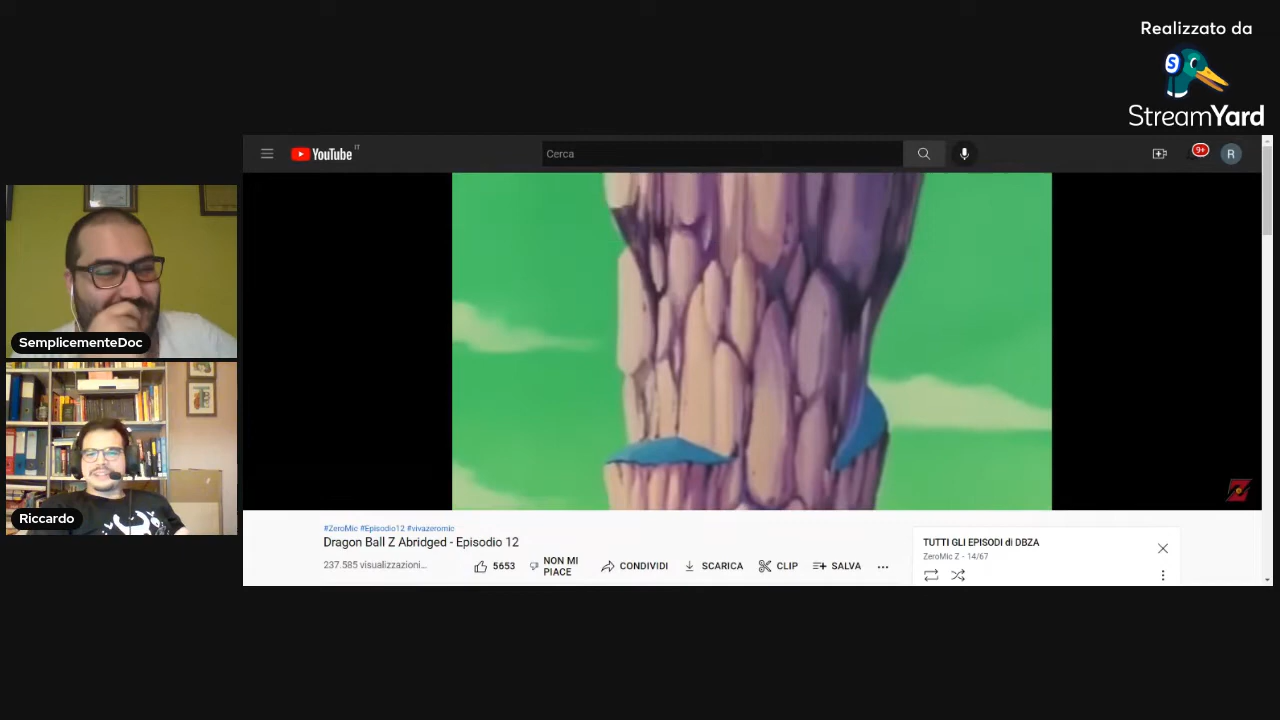 Realizzato da
StreamYard
YouTube IT
Cerca
9+
R
SemplicementeDoc
Riccardo
#ZeroMic #Episodio12 #vivazeromic
Dragon Ball Z Abridged - Episodio 12
237.585 visualizzazioni...
5653
NON MI
PIACE
CONDIVIDI
SCARICA
CLIP
SALVA
TUTTI GLI EPISODI di DBZA
ZeroMic Z - 14/67